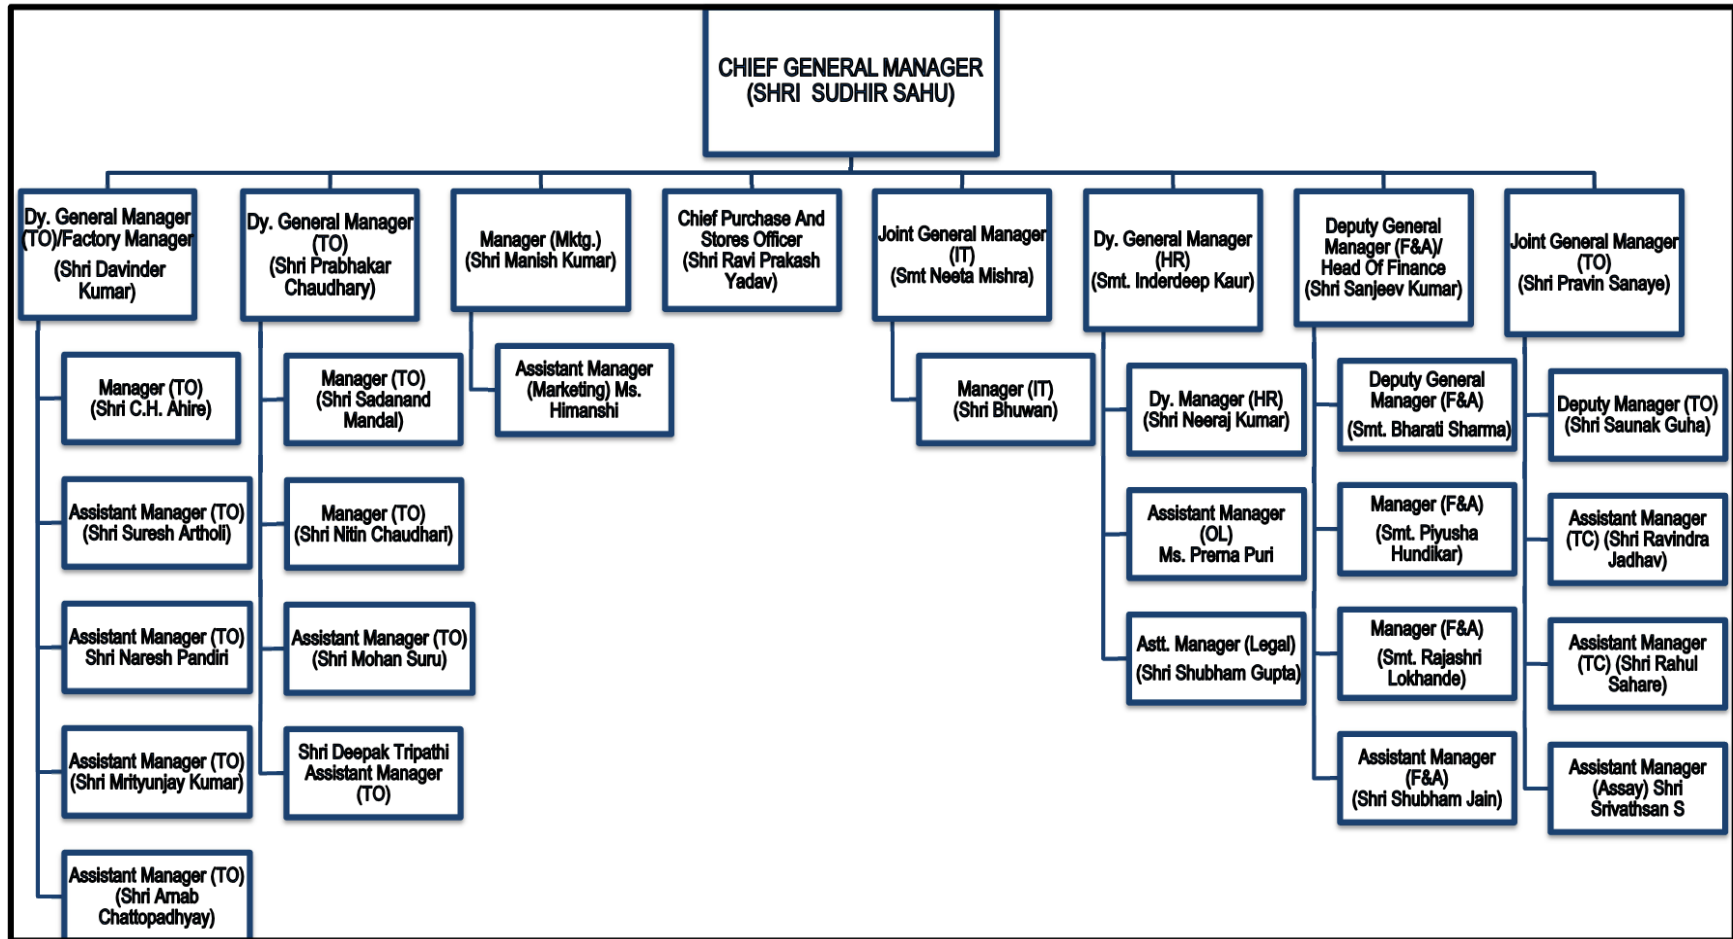 CHIEF GENERAL MANAGER
(SHRI SUDHIR SAHU)
Dy. General Manager
(TO)/Factory Manager
(Shri Davinder
Kumar)
Manager (TO)
(Shri C.H. Ahire)
Assistant Manager (TO)
(Shri Suresh Artholi)
Assistant Manager (TO)
Shri Naresh Pandiri
Assistant Manager (TO)
(Shri Mrityunjay Kumar)
Assistant Manager (TO)
(Shri Arnab
Chattopadhyay)
Dy. General Manager
(TO)
(Shri Prabhakar
Chaudhary)
Manager (TO)
(Shri Sadanand
Mandal)
Manager (TO)
(Shri Nitin Chaudhari)
Assistant Manager (TO)
(Shri Mohan Suru)
Shri Deepak Tripathi
Assistant Manager
(TO)
Manager (Mktg.)
(Shri Manish Kumar)
Assistant Manager
(Marketing) Ms.
Himanshi
Chief Purchase And
Stores Officer
(Shri Ravi Prakash
Yadav)
Joint General Manager
(IT)
(Smt Neeta Mishra)
Manager (IT)
(Shri Bhuwan)
Dy. General Manager
(HR)
(Smt. Inderdeep Kaur)
Dy. Manager (HR)
(Shri Neeraj Kumar)
Assistant Manager
(OL)
Ms. Prerna Puri
Astt. Manager (Legal)
(Shri Shubham Gupta)
Deputy General
Manager (F&A)/
Head Of Finance
(Shri Sanjeev Kumar)
Deputy General
Manager (F&A)
(Smt. Bharati Sharma)
Manager (F&A)
(Smt. Piyusha
Hundikar)
Manager (F&A)
(Smt. Rajashri
Lokhande)
Assistant Manager
(F&A)
(Shri Shubham Jain)
Joint General Manager
(TO)
(Shri Pravin Sanaye)
Deputy Manager (TO)
(Shri Saunak Guha)
Assistant Manager
(TC) (Shri Ravindra
Jadhav)
Assistant Manager
(TC) (Shri Rahul
Sahare)
Assistant Manager
(Assay) Shri
Srivathsan S